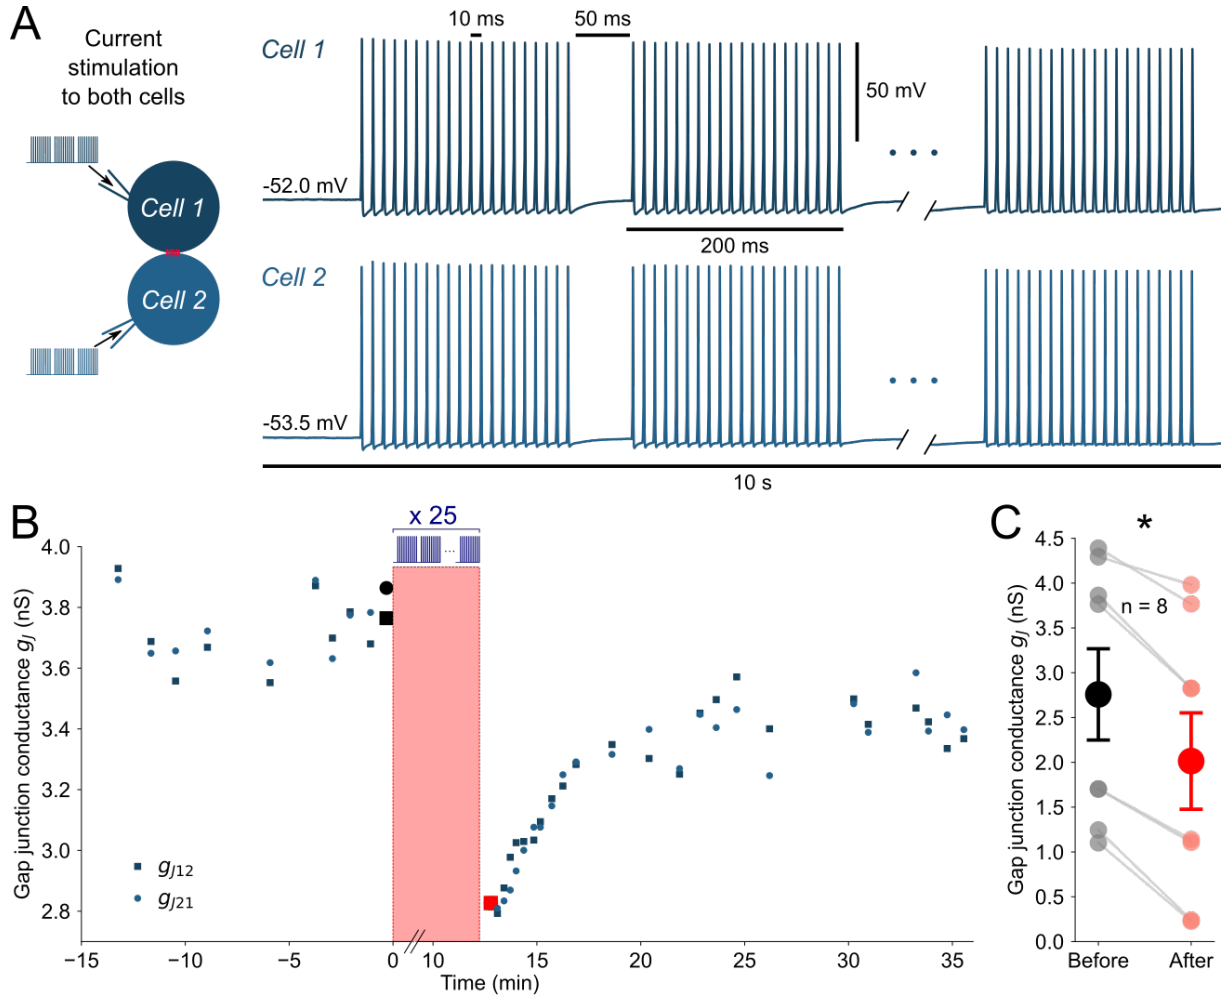 A
Current
stimulation
to both cells
Cell 1
Cell 2
Cell 1
10 ms
50 ms
50 mV
-52.0 mV
200 ms
Cell 2
-53.5 mV
10 s
B
x 25
Gap junction conductance gJ (nS)
4.0
3.8
3.6
3.4
3.2
3.0
2.8
gJ12
gJ21
−15
−10
−5
0
10
15
20
25
30
35
Time (min)
C
*
Gap junction conductance gJ (nS)
4.5
4.0
3.5
3.0
2.5
2.0
1.5
1.0
0.5
0.0
n = 8
Before
After